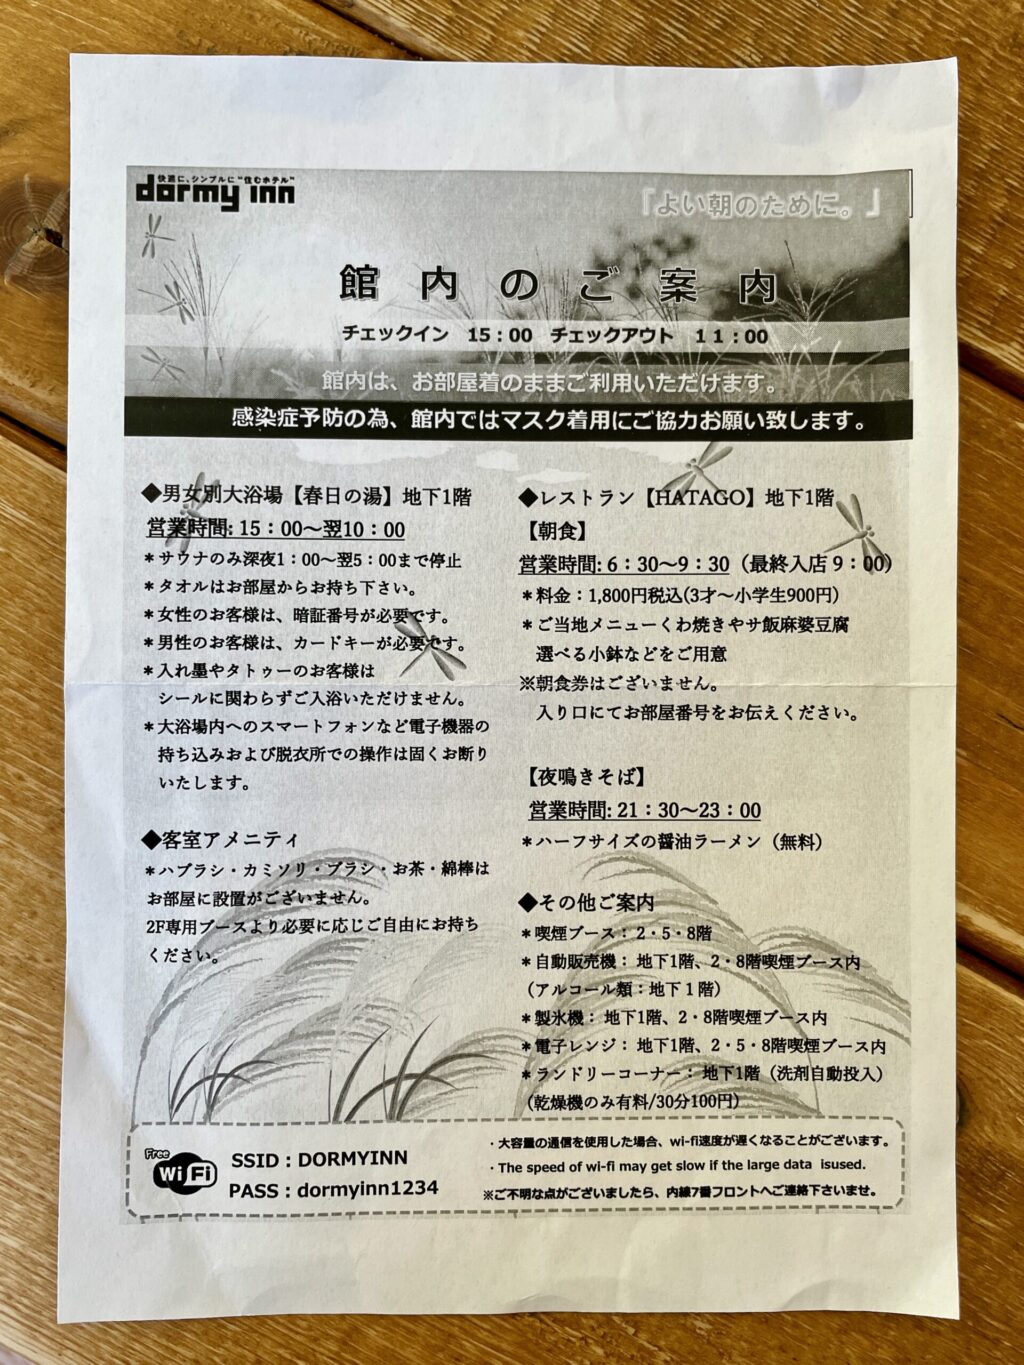 快適に、シンプルに"住むホテル"
dormy inn
「よい朝のために。」
館内のご案内
チェックイン 15:00 チェックアウト 11:00
館内は、お部屋着のままご利用いただけます。
感染症予防の為、館内ではマスク着用にご協力お願い致します。
◆男女別大浴場【春日の湯】地下1階
営業時間: 15：00～翌10：00
＊サウナのみ深夜1：00～翌5：00まで停止
＊タオルはお部屋からお持ち下さい。
＊女性のお客様は、暗証番号が必要です。
＊男性のお客様は、カードキーが必要です。
＊入れ墨やタトゥーのお客様は
シールに関わらずご入浴いただけません。
＊大浴場内へのスマートフォンなど電子機器の
持ち込みおよび脱衣所での操作は固くお断り
いたします。
◆客室アメニティ
＊ハブラシ・カミソリ・ブラシ・お茶・綿棒は
お部屋に設置がございません。
2F専用ブースより必要に応じご自由にお持ち
ください。
◆レストラン【HATAGO】地下1階
【朝食】
営業時間: 6：30～9：30（最終入店 9：00）
＊料金：1,800円税込(3才～小学生900円)
＊ご当地メニューくわ焼きやサ飯麻婆豆腐
選べる小鉢などをご用意
※朝食券はございません。
入り口にてお部屋番号をお伝えください。
【夜鳴きそば】
営業時間: 21：30～23：00
＊ハーフサイズの醤油ラーメン（無料）
◆その他ご案内
＊喫煙ブース： 2・5・8階
＊自動販売機： 地下1階、2・8階喫煙ブース内
（アルコール類：地下１階）
＊製氷機： 地下1階、2・8階喫煙ブース内
＊電子レンジ： 地下1階、2・5・8階喫煙ブース内
＊ランドリーコーナー： 地下1階（洗剤自動投入）
（乾燥機のみ有料/30分100円）
Free
Wi Fi
SSID：DORMYINN
PASS：dormyinn1234
・大容量の通信を使用した場合、wi-fi速度が遅くなることがございます。
・The speed of wi-fi may get slow if the large data isused.
※ご不明な点がございましたら、内線7番フロントへご連絡下さいませ。